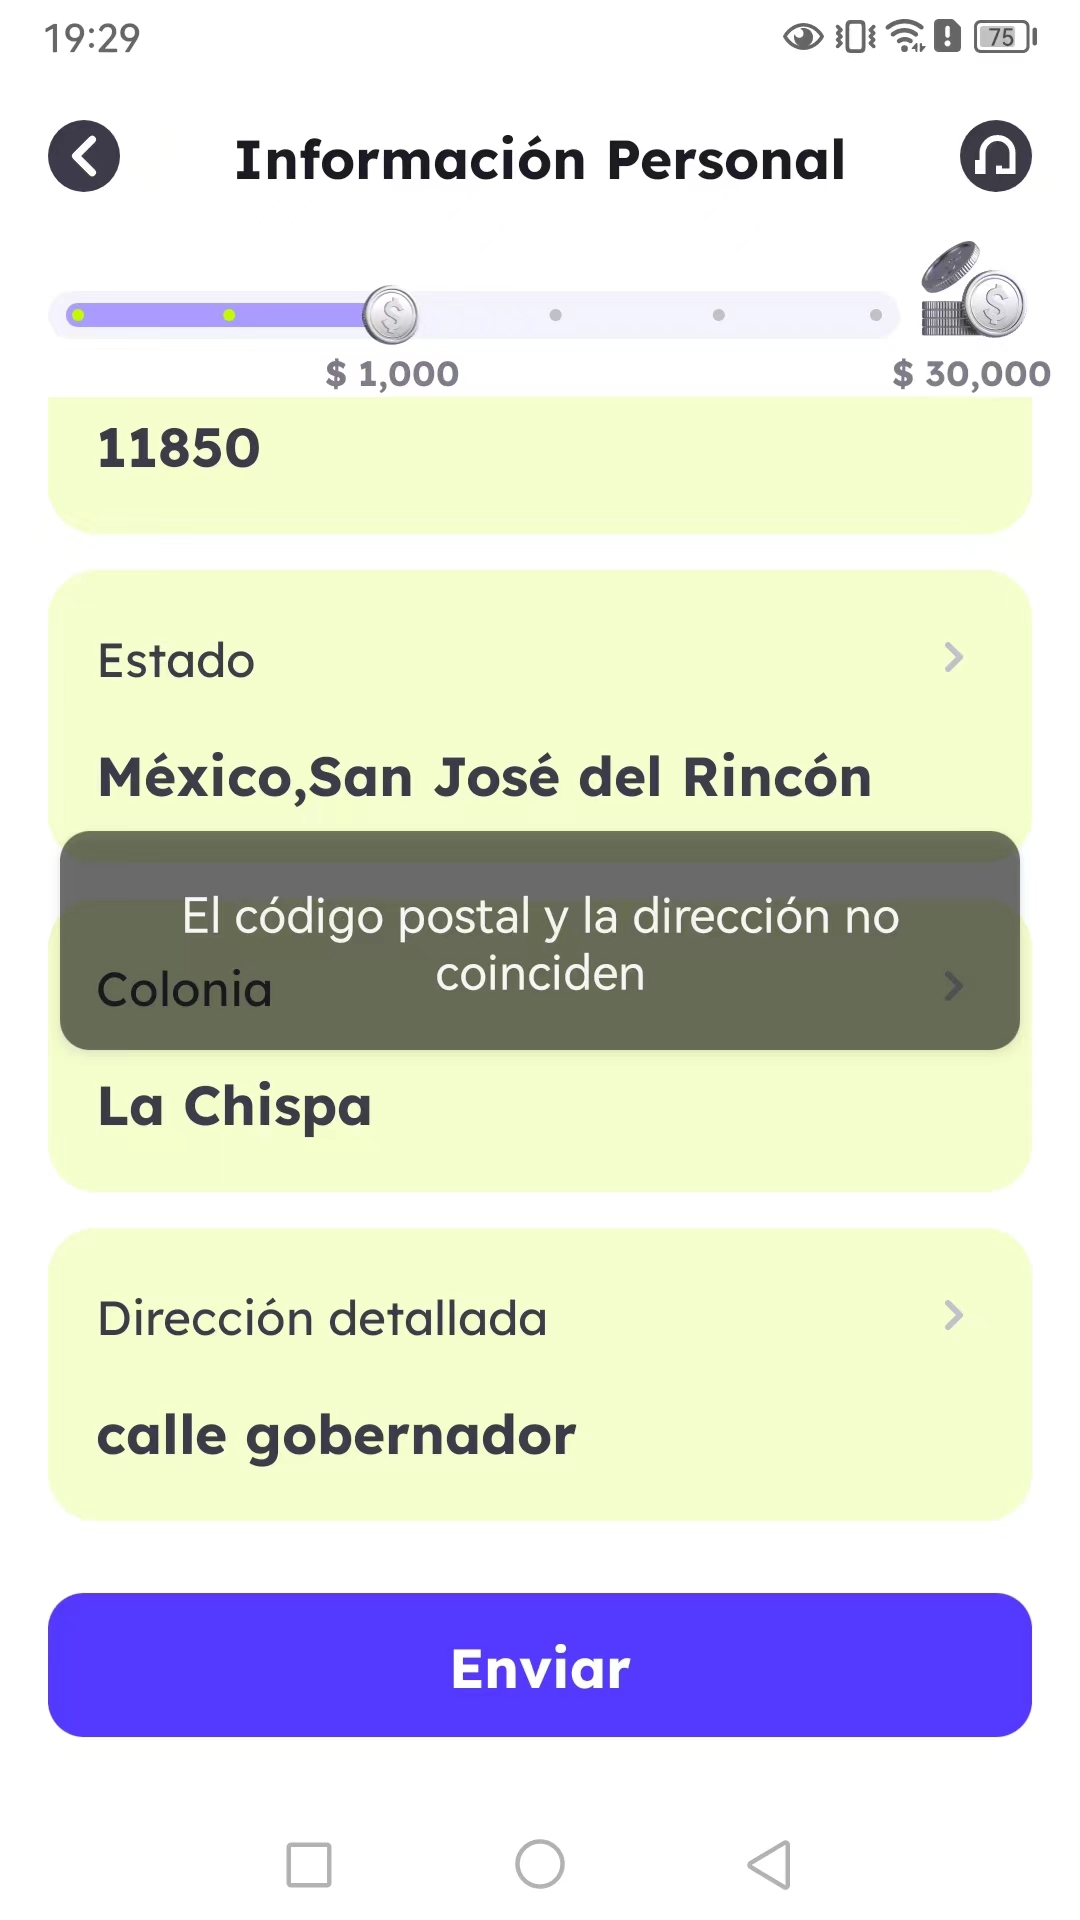 19:29
75
Información Personal
$ 1,000
$ 30,000
11850
Estado
México,San José del Rincón
El código postal y la dirección no
coinciden
Colonia
La Chispa
Dirección detallada
calle gobernador
Enviar